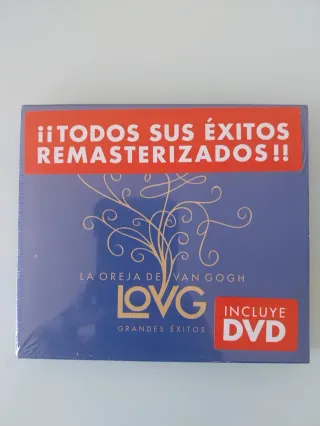 ¡¡TODOS SUS ÉXITOS
REMASTERIZADOS!!
LA OREJA DE VAN GOGH
LOVG
GRANDES ÉXITOS
INCLUYE
DVD